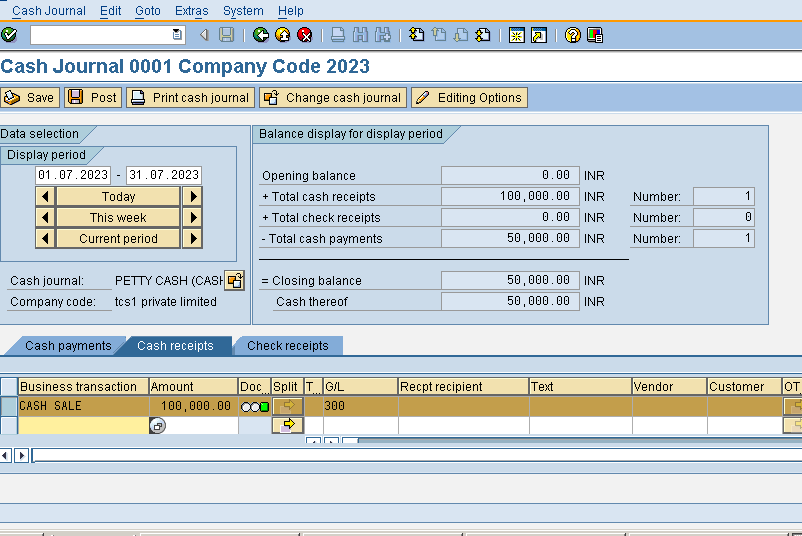 Cash Journal Edit Goto Extras System Help
Cash Journal 0001 Company Code 2023
Save Post Print cash journal Change cash journal Editing Options
Data selection
Display period
01.07.2023 - 31.07.2023
Today
This week
Current period
Cash journal: PETTY CASH (CASH
Company code: tcs1 private limited
Balance display for display period
Opening balance 0.00 INR
+ Total cash receipts 100,000.00 INR Number: 1
+ Total check receipts 0.00 INR Number: 0
- Total cash payments 50,000.00 INR Number: 1
= Closing balance 50,000.00 INR
Cash thereof 50,000.00 INR
Cash payments Cash receipts Check receipts
Business transaction Amount Doc Split T... G/L Recpt recipient Text Vendor Customer OT
CASH SALE 100,000.00 300